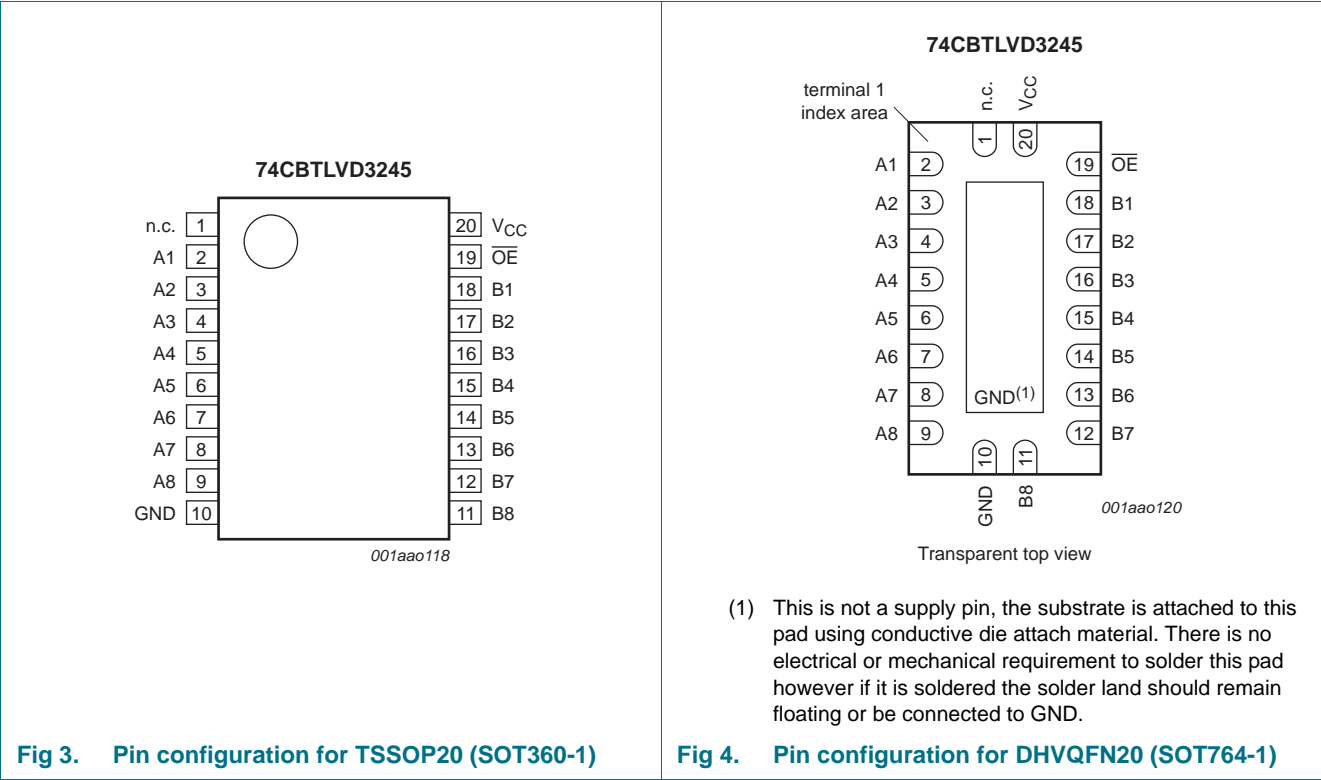 74CBTLVD3245
n.c. 1
A1 2
A2 3
A3 4
A4 5
A5 6
A6 7
A7 8
A8 9
GND 10
20 VCC
19 OE
18 B1
17 B2
16 B3
15 B4
14 B5
13 B6
12 B7
11 B8
001aao118
Fig 3. Pin configuration for TSSOP20 (SOT360-1)
74CBTLVD3245
terminal 1
index area
n.c.
VCC
1
20
A1 2
A2 3
A3 4
A4 5
A5 6
A6 7
A7 8
A8 9
19 OE
18 B1
17 B2
16 B3
15 B4
14 B5
13 B6
12 B7
GND(1)
10
11
GND
B8
001aao120
Transparent top view
(1) This is not a supply pin, the substrate is attached to this
pad using conductive die attach material. There is no
electrical or mechanical requirement to solder this pad
however if it is soldered the solder land should remain
floating or be connected to GND.
Fig 4. Pin configuration for DHVQFN20 (SOT764-1)